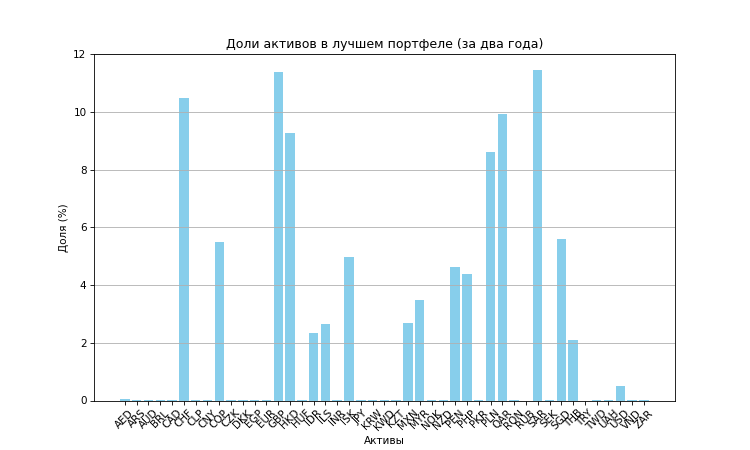 Доли активов в лучшем портфеле (за два года)
12
10
8
6
4
2
0
Доля (%)
AED
ARS
AUD
BRL
CAD
CHF
CLP
CNY
COP
CZK
DKK
EGP
EUR
GBP
HKD
HUF
IDR
ILS
INR
ISK
JPY
KRW
KWD
KZT
MXN
MYR
NOK
NZD
PEN
PHP
PKR
PLN
QAR
RON
RUB
SAR
SEK
SGD
THB
TRY
TWD
UAH
USD
VND
ZAR
Активы